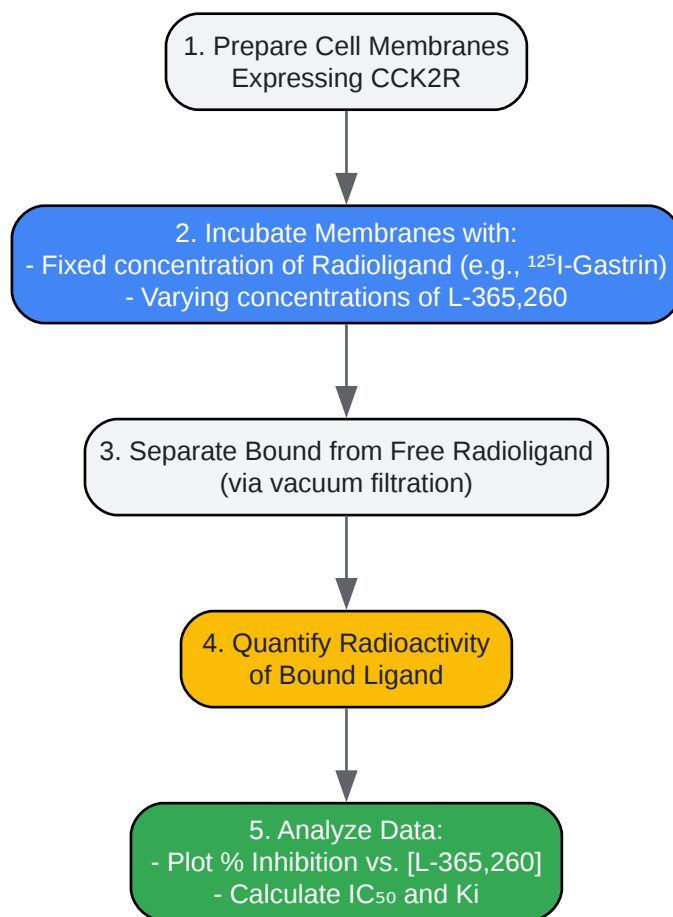 1. Prepare Cell Membranes
Expressing CCK2R
2. Incubate Membranes with:
- Fixed concentration of Radioligand (e.g., ¹²⁵I-Gastrin)
- Varying concentrations of L-365,260
3. Separate Bound from Free Radioligand
(via vacuum filtration)
4. Quantify Radioactivity
of Bound Ligand
5. Analyze Data:
- Plot % Inhibition vs. [L-365,260]
- Calculate IC₅₀ and Ki